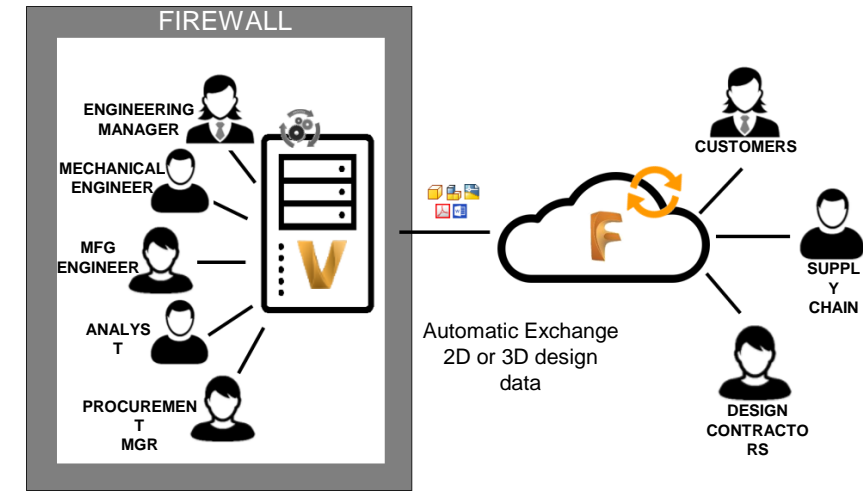 FIREWALL
ENGINEERING
MANAGER
MECHANICAL
ENGINEER
MFG
ENGINEER
ANALYS
T
PROCUREMEN
T
MGR
V
Automatic Exchange
2D or 3D design
data
F
CUSTOMERS
SUPPL
Y
CHAIN
DESIGN
CONTRACTO
RS